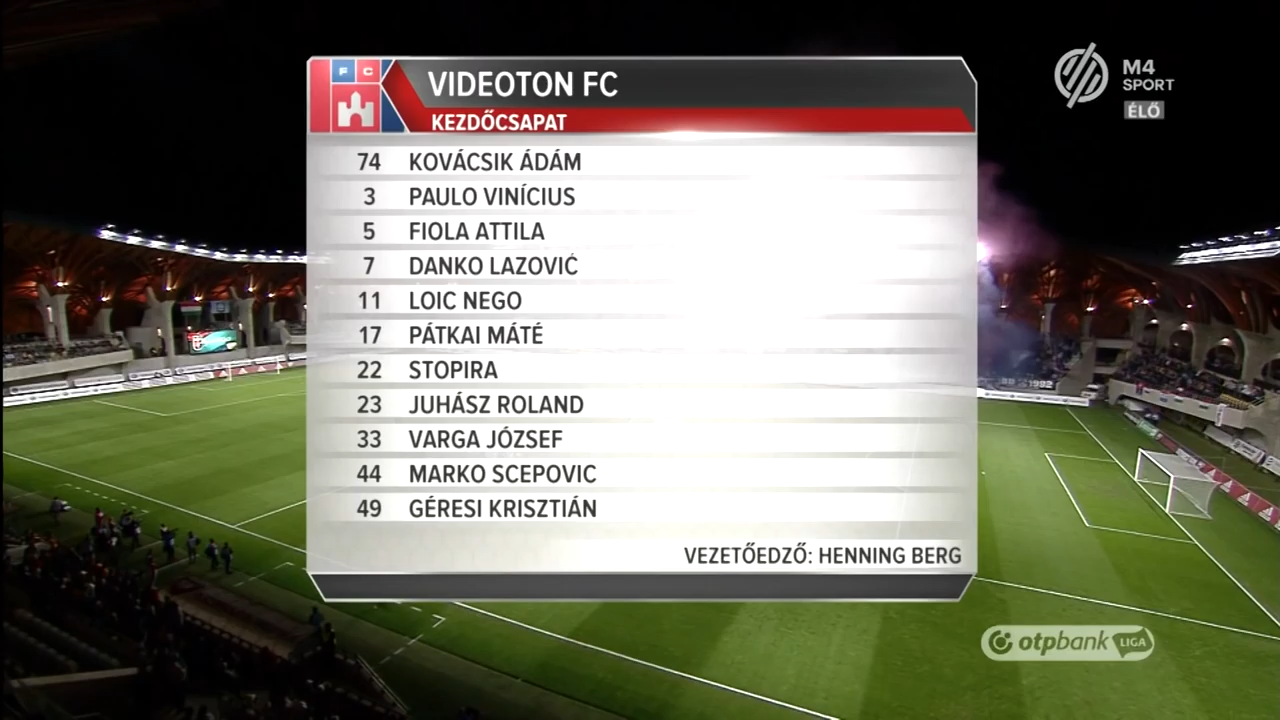 F C
VIDEOTON FC
KEZDŐCSAPAT
74 KOVÁCSIK ÁDÁM
3 PAULO VINÍCIUS
5 FIOLA ATTILA
7 DANKO LAZOVIĆ
11 LOIC NEGO
17 PÁTKAI MÁTÉ
22 STOPIRA
23 JUHÁSZ ROLAND
33 VARGA JÓZSEF
44 MARKO SCEPOVIC
49 GÉRESI KRISZTIÁN
VEZETŐEDZŐ: HENNING BERG
M4
SPORT
ÉLŐ
otpbank LIGA